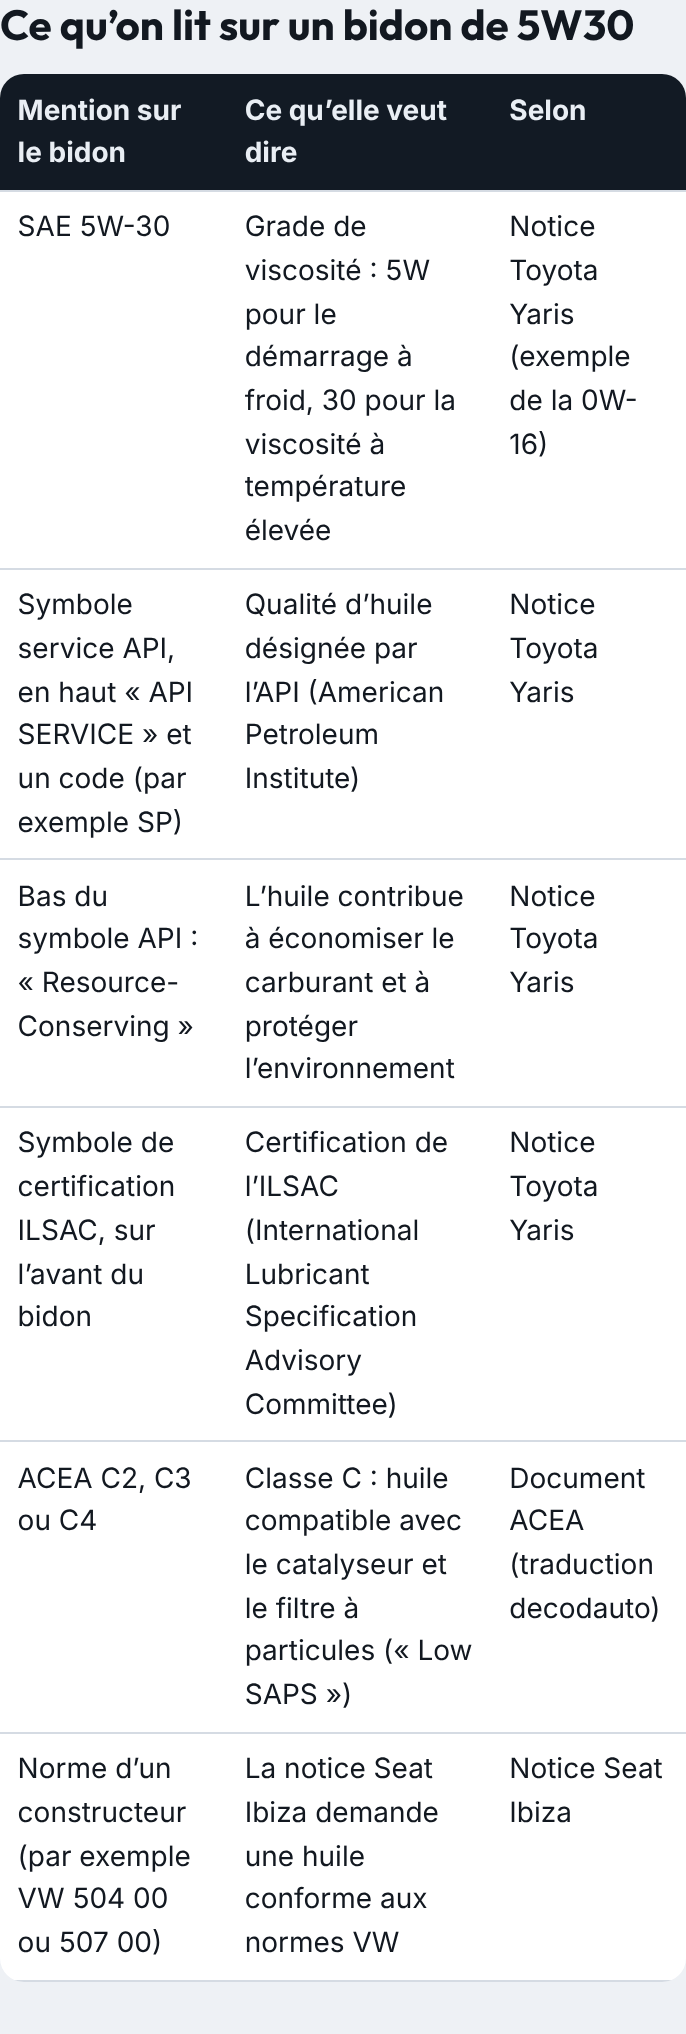 Ce qu’on lit sur un bidon de 5W30
Mention sur
le bidon
Ce qu’elle veut
dire
Selon
SAE 5W-30
Grade de
viscosité : 5W
pour le
démarrage à
froid, 30 pour la
viscosité à
température
élevée
Notice
Toyota
Yaris
(exemple
de la 0W-
16)
Symbole
service API,
en haut « API
SERVICE » et
un code (par
exemple SP)
Qualité d’huile
désignée par
l’API (American
Petroleum
Institute)
Notice
Toyota
Yaris
Bas du
symbole API :
« Resource-
Conserving »
L’huile contribue
à économiser le
carburant et à
protéger
l’environnement
Notice
Toyota
Yaris
Symbole de
certification
ILSAC, sur
l’avant du
bidon
Certification de
l’ILSAC
(International
Lubricant
Specification
Advisory
Committee)
Notice
Toyota
Yaris
ACEA C2, C3
ou C4
Classe C : huile
compatible avec
le catalyseur et
le filtre à
particules (« Low
SAPS »)
Document
ACEA
(traduction
decodauto)
Norme d’un
constructeur
(par exemple
VW 504 00
ou 507 00)
La notice Seat
Ibiza demande
une huile
conforme aux
normes VW
Notice Seat
Ibiza